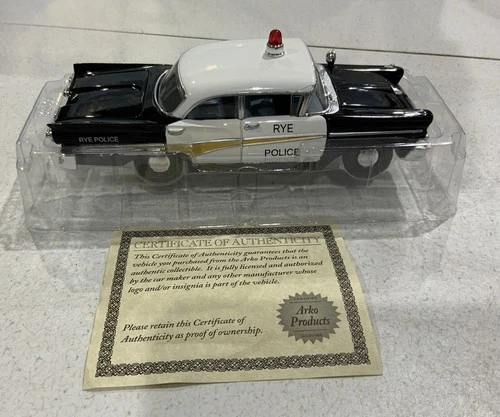 RYE
POLICE
RYE POLICE
CERTIFICATE OF AUTHENTICITY
This Certificate of Authenticity guarantees that the
vehicle you purchased from the Arko Products is an
authentic collectible. It is fully licensed and authorized
by the car maker and any other manufacturer whose
logo and/or insignia is part of the vehicle.
Please retain this Certificate of
Authenticity as proof of ownership.
Arko
Products